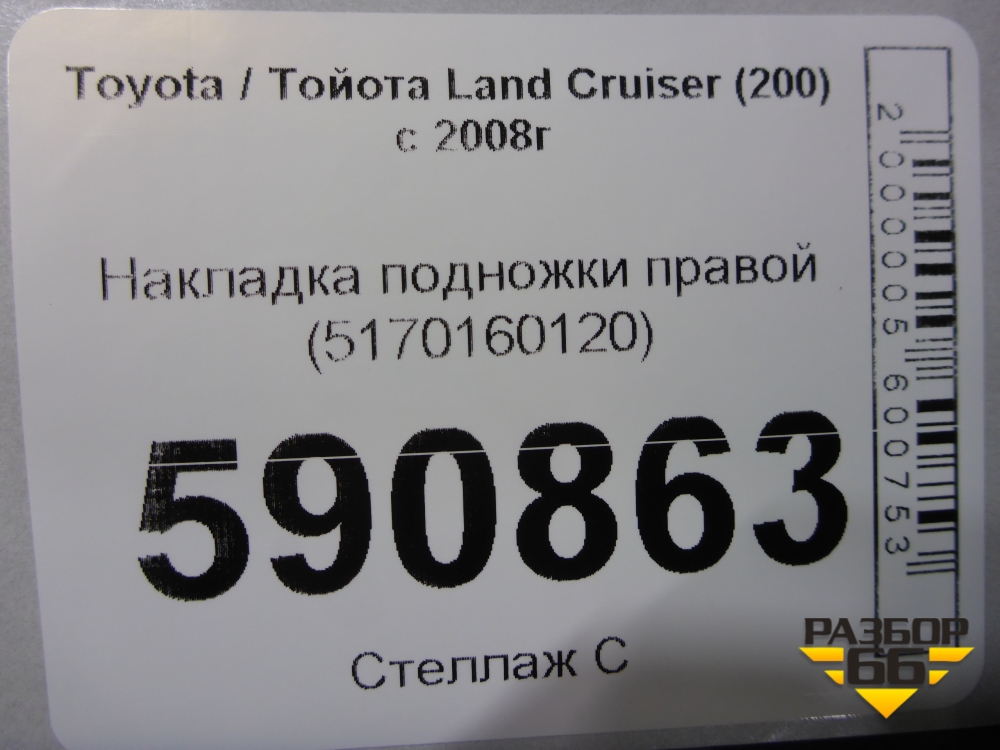 Toyota / Тойота Land Cruiser (200)
с 2008г
Накладка подножки правой
(5170160120)
590863
Стеллаж С
2000005600753
РАЗБОР
66